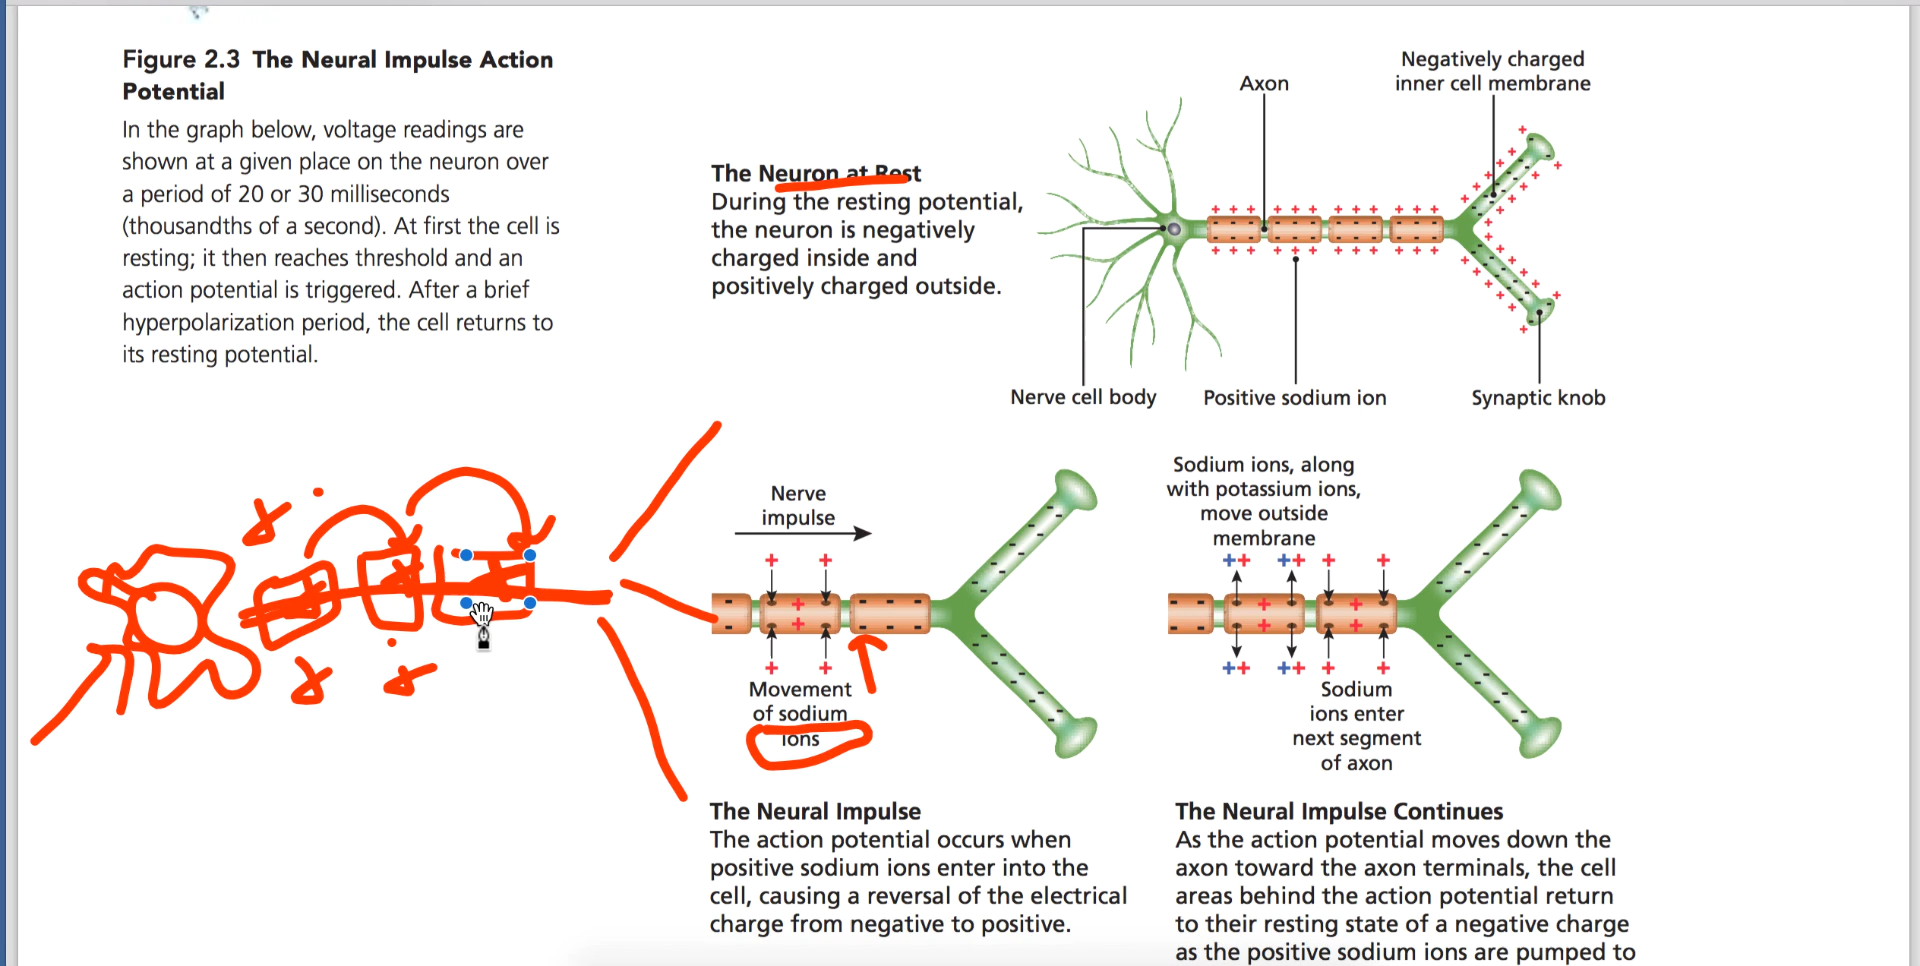 Figure 2.3 The Neural Impulse Action
Potential
In the graph below, voltage readings are
shown at a given place on the neuron over
a period of 20 or 30 milliseconds
(thousandths of a second). At first the cell is
resting; it then reaches threshold and an
action potential is triggered. After a brief
hyperpolarization period, the cell returns to
its resting potential.
The Neuron at Rest
During the resting potential,
the neuron is negatively
charged inside and
positively charged outside.
Axon
Negatively charged
inner cell membrane
Nerve cell body
Positive sodium ion
Synaptic knob
Nerve
impulse
Movement
of sodium
ions
Sodium ions, along
with potassium ions,
move outside
membrane
Sodium
ions enter
next segment
of axon
The Neural Impulse
The action potential occurs when
positive sodium ions enter into the
cell, causing a reversal of the electrical
charge from negative to positive.
The Neural Impulse Continues
As the action potential moves down the
axon toward the axon terminals, the cell
areas behind the action potential return
to their resting state of a negative charge
as the positive sodium ions are pumped to